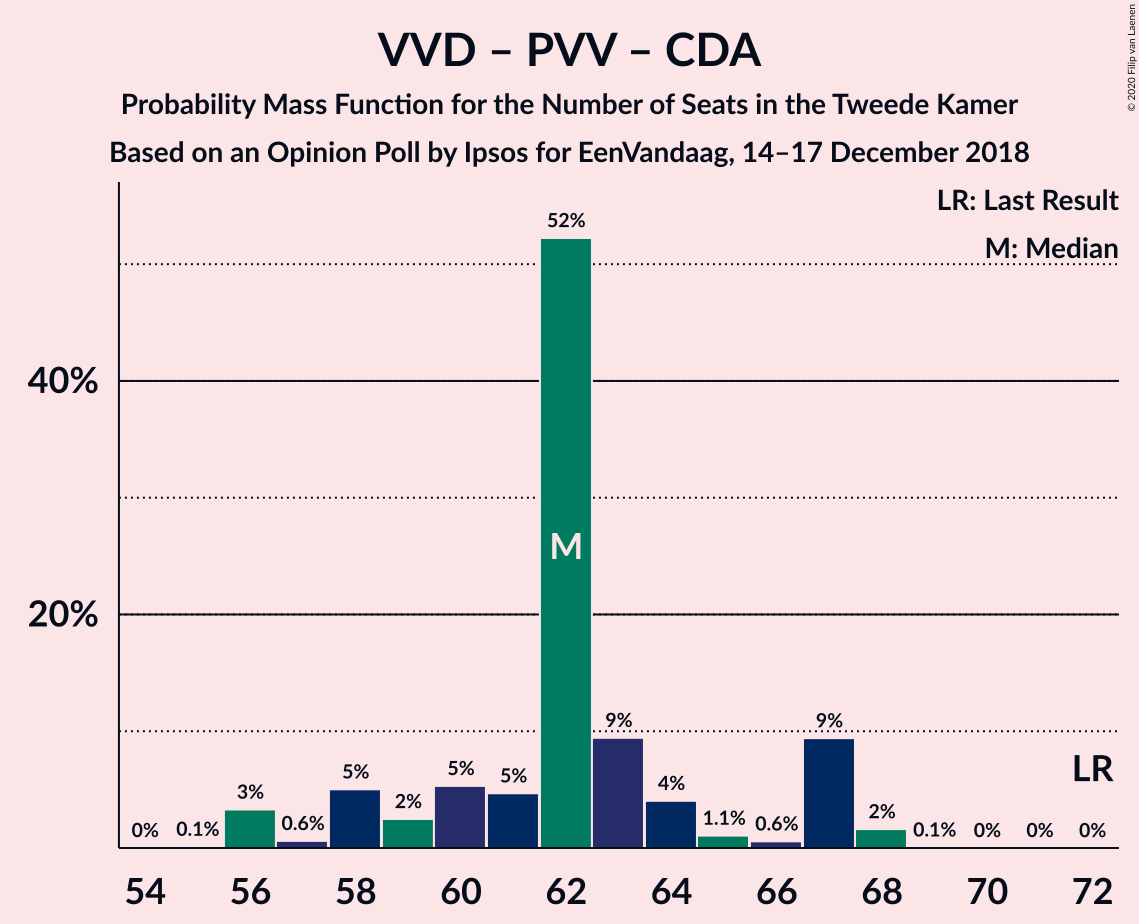 VVD – PVV – CDA
Probability Mass Function for the Number of Seats in the Tweede Kamer
Based on an Opinion Poll by Ipsos for EenVandaag, 14–17 December 2018
© 2020 Filip van Laenen
LR: Last Result
M: Median
52%
40%
M
20%
9%
9%
LR
5%
5%
5%
4%
3%
2%
2%
0%
0.1%
0.6%
1.1%
0.6%
0.1%
0%
0%
0%
54 56 58 60 62 64 66 68 70 72